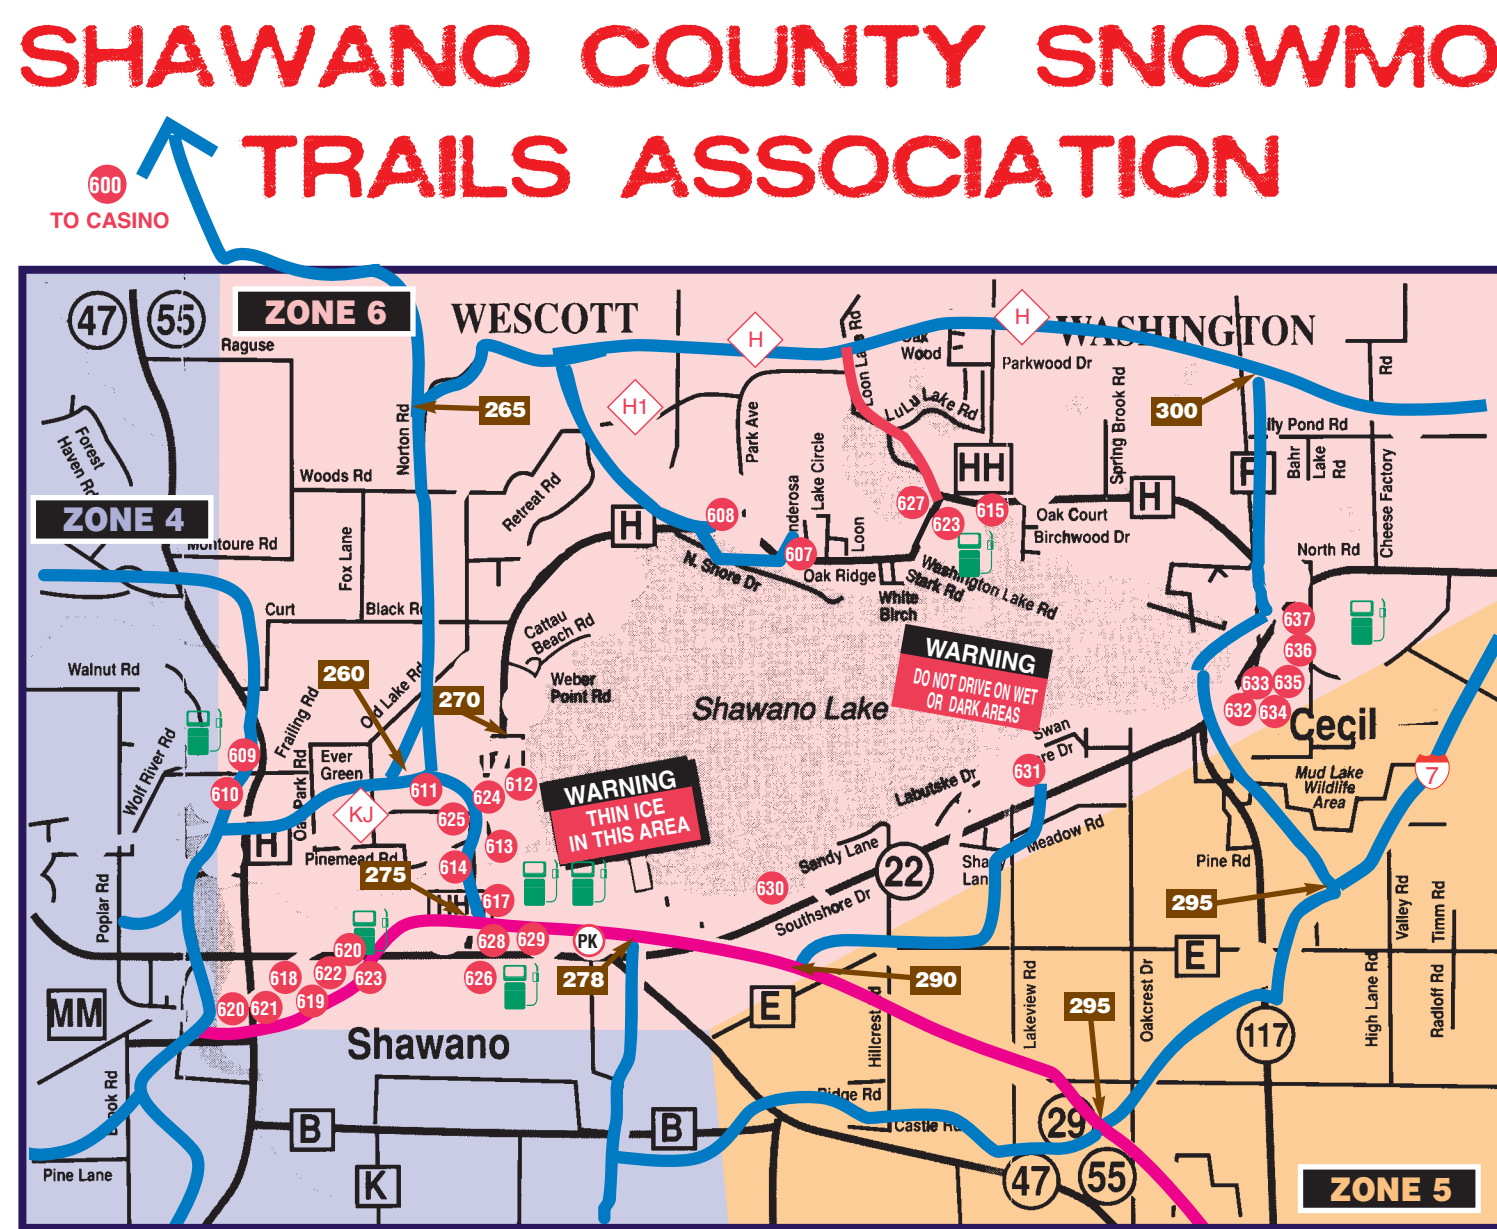 SHAWANO COUNTY SNOWMO
TRAILS ASSOCIATION
600
TO CASINO
47
55
ZONE 6
WESCOTT
WASHINGTON
H
H
Raguse
Loon Lake Rd
Oak
Wood
Parkwood Dr
Rd
H1
265
Norton Rd
Park Ave
LuLu Lake Rd
Spring Brook Rd
300
lly Pond Rd
Forest
Haven Rd
Woods Rd
Retreat Rd
Lake Circle
HH
H
F
Bahr
Lake
Rd
Cheese Factory
ZONE 4
Montoure Rd
Fox Lane
H
608
nderosa
Loon
627
623
615
Oak Court
Birchwood Dr
North Rd
607
N. Shore Dr
Oak Ridge
White
Birch
Stark Rd
Washington Lake Rd
Curt
Black Rd
Cattau
Beach Rd
637
636
Walnut Rd
260
Old Lake Rd
270
Weber
Point Rd
WARNING
DO NOT DRIVE ON WET
OR DARK AREAS
Shawano Lake
633
635
632
634
Cecil
Frailing Rd
609
Wolf River Rd
610
Ever
Green
Oak Park Rd
611
624
612
WARNING
THIN ICE
IN THIS AREA
Swan
re Dr
631
Labutske Dr
Mud Lake
Wildlife
Area
7
KJ
625
H
Pinemead Rd
613
614
275
Sandy Lane
22
Meadow Rd
Pine Rd
630
Southshore Dr
295
Poplar Rd
HH
617
628
629
PK
278
290
E
Valley Rd
Timm Rd
620
618
622
623
626
620
621
619
MM
E
Hillcrest d
Lakeview Rd
295
Oakcrest Dr
117
High Lane Rd
Radloff Rd
Shawano
Ridge Rd
Castle Rd
29
B
B
K
Pine Lane
47
55
ZONE 5